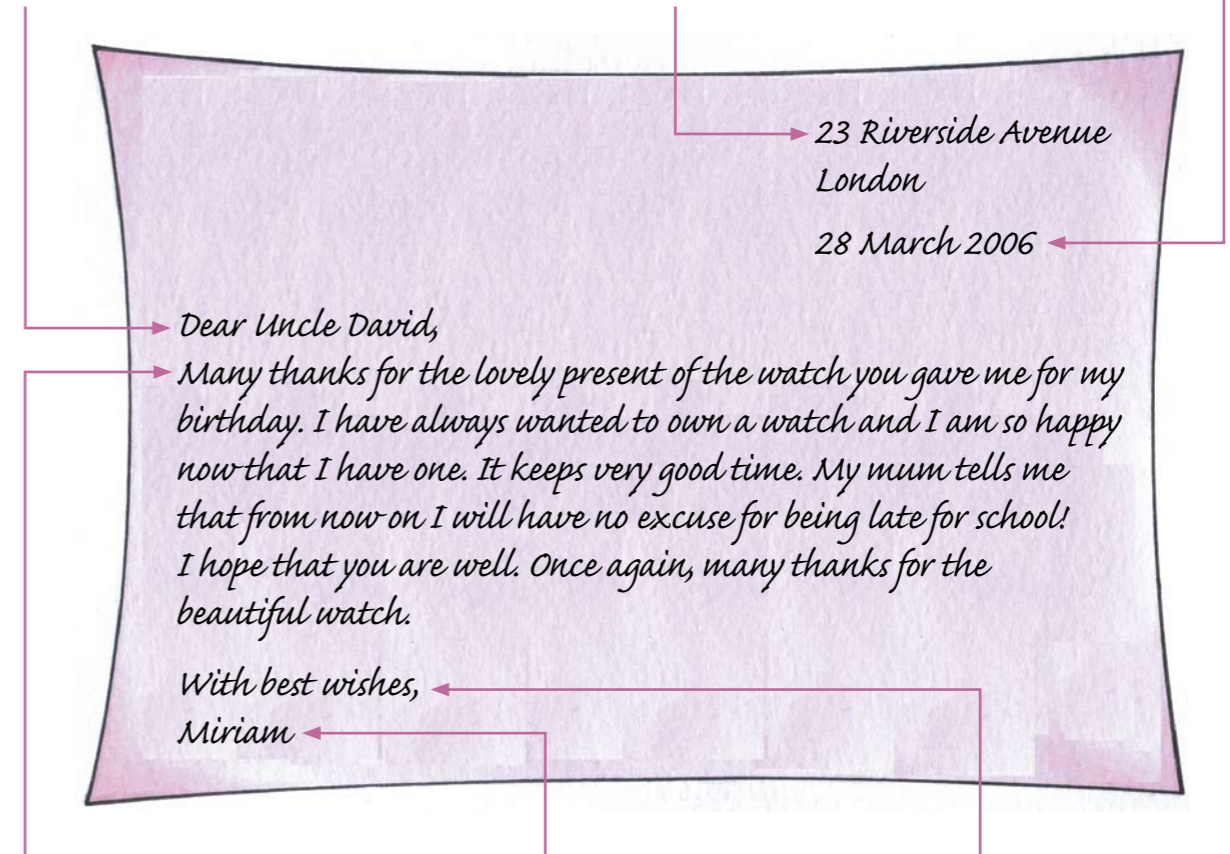 23 Riverside Avenue
London
28 March 2006
Dear Uncle David,
Many thanks for the lovely present of the watch you gave me for my
birthday. I have always wanted to own a watch and I am so happy
now that I have one. It keeps very good time. My mum tells me
that from now on I will have no excuse for being late for school!
I hope that you are well. Once again, many thanks for the
beautiful watch.
With best wishes,
Miriam